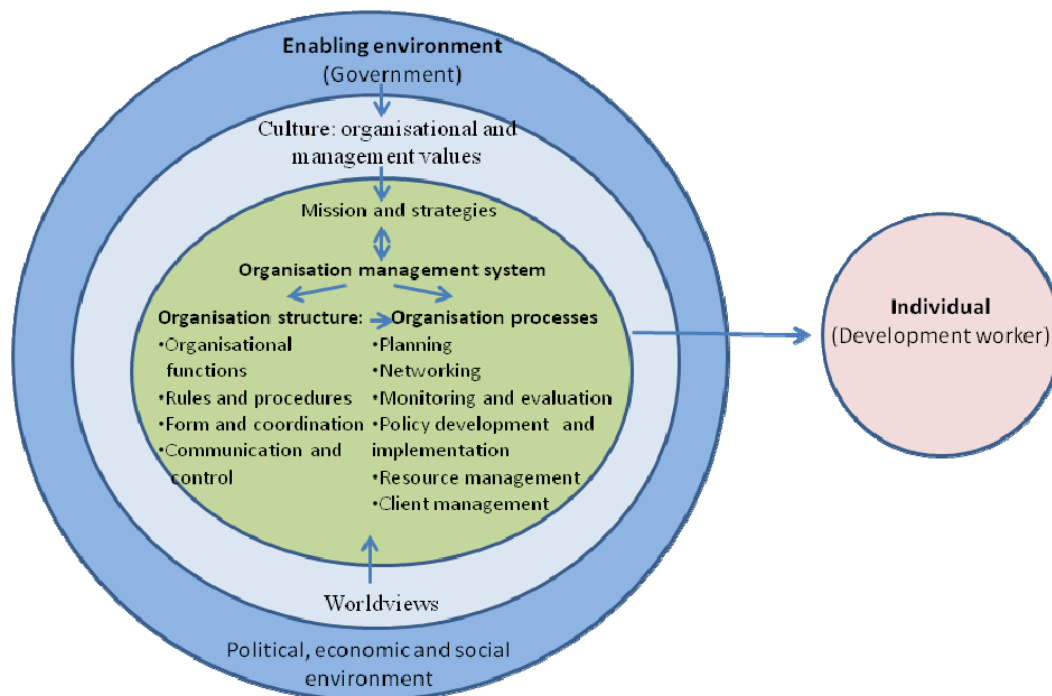 Enabling environment
(Government)
Culture: organisational and
management values
Mission and strategies
Organisation management system
Organisation structure:
•Organisational
functions
•Rules and procedures
•Form and coordination
•Communication and
control
Organisation processes
•Planning
•Networking
•Monitoring and evaluation
•Policy development and
implementation
•Resource management
•Client management
Worldviews
Political, economic and social
environment
Individual
(Development worker)